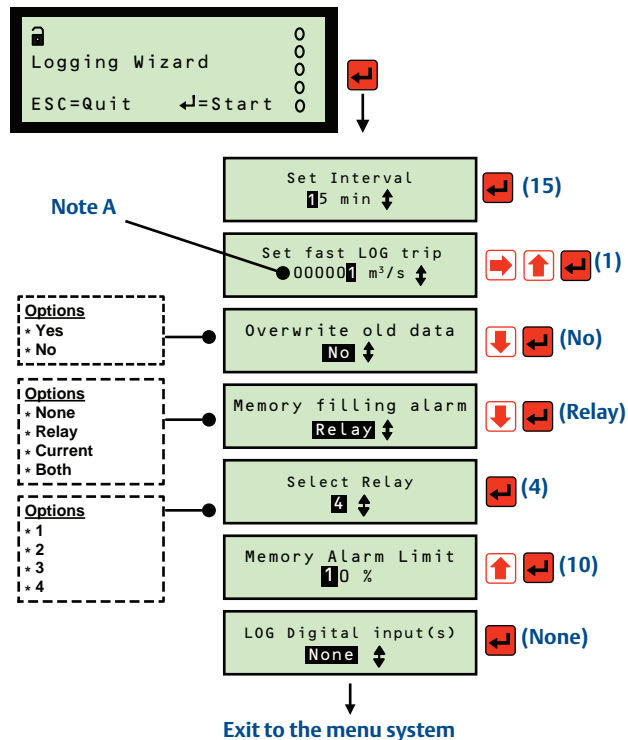 Logging Wizard
ESC=Quit ↵=Start
Set Interval
15 min
(15)
Note A
Set fast LOG trip
000001 m³/s
(1)
Options
* Yes
* No
Overwrite old data
No
(No)
Options
* None
* Relay
* Current
* Both
Memory filling alarm
Relay
(Relay)
Options
* 1
* 2
* 3
* 4
Select Relay
4
(4)
Memory Alarm Limit
10 %
(10)
LOG Digital input(s)
None
(None)
Exit to the menu system